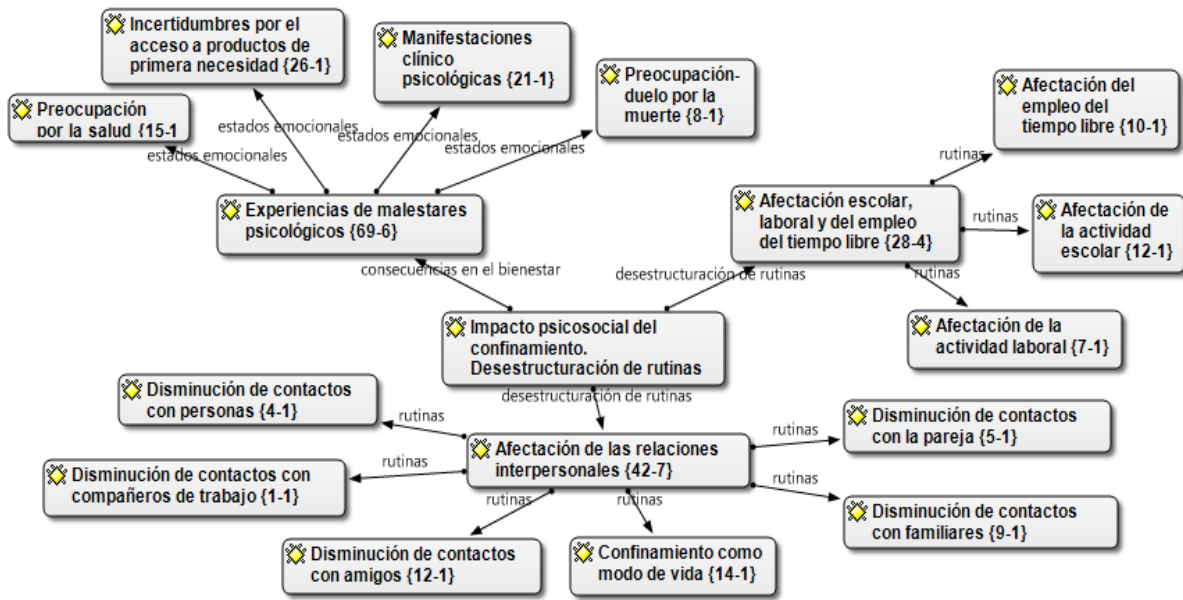 Incertidumbres por el
acceso a productos de
primera necesidad {26-1}
Manifestaciones
clínico
psicológicas {21-1}
Preocupación-
duelo por la
muerte {8-1}
Preocupación
por la salud {15-1
estados emocionales
estados emocionales
estados emocionales
estados emocionales
Experiencias de malestares
psicológicos {69-6}
consecuencias en el bienestar
Afectación del
empleo del
tiempo libre {10-1}
rutinas
Afectación escolar,
laboral y del empleo
del tiempo libre {28-4}
rutinas
Afectación de
la actividad
escolar {12-1}
rutinas
desestructuración de rutinas
Afectación de la
actividad laboral {7-1}
Impacto psicosocial del
confinamiento.
Desestructuración de rutinas
desestructuración de rutinas
Disminución de contactos
con personas {4-1}
rutinas
Afectación de las relaciones
interpersonales {42-7}
rutinas
Disminución de contactos
con la pareja {5-1}
Disminución de contactos con
compañeros de trabajo {1-1}
rutinas
rutinas
Disminución de contactos
con familiares {9-1}
rutinas
rutinas
Disminución de contactos
con amigos {12-1}
Confinamiento como
modo de vida {14-1}